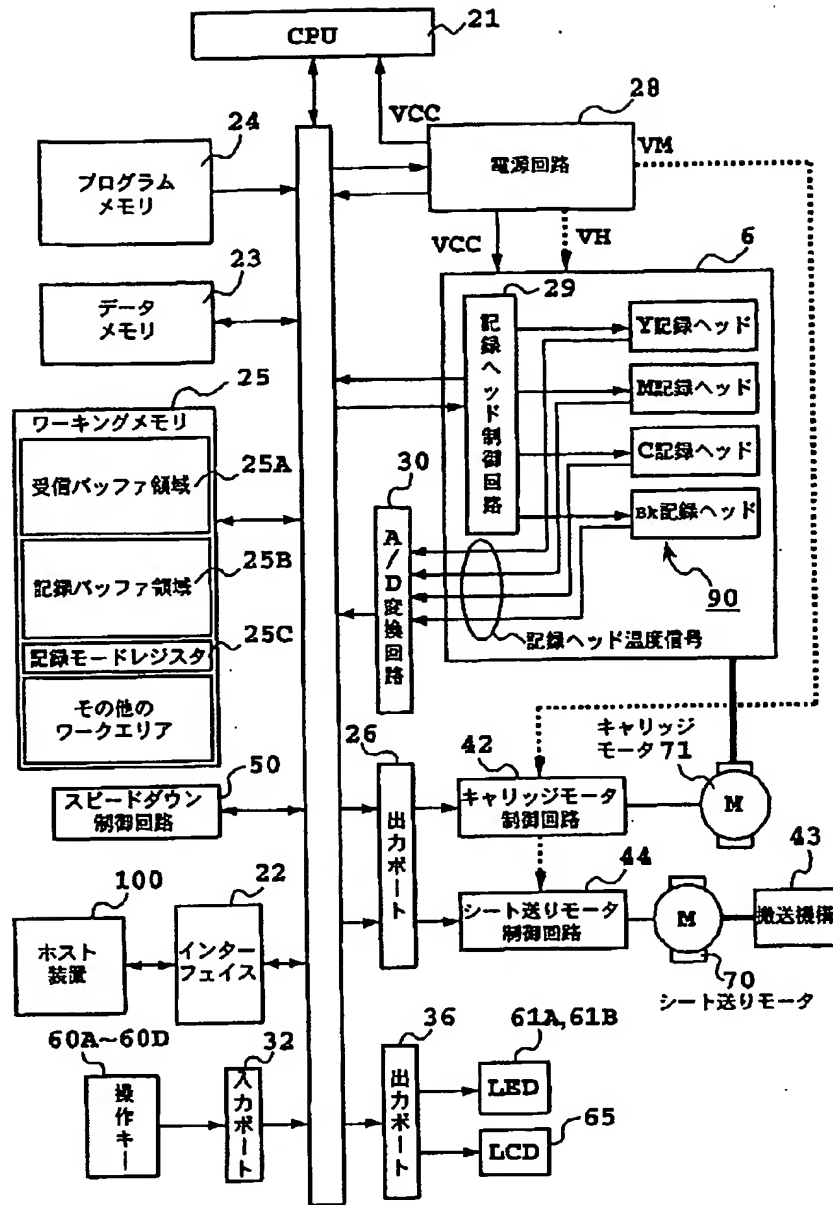 CPU
21
VCC
28
電源回路
VM
24
プログラム
メモリ
VCC
VH
6
23
データ
メモリ
29
記録ヘッド制御回路
Y記録ヘッド
M記録ヘッド
C記録ヘッド
Bk記録ヘッド
90
25
ワーキングメモリ
受信バッファ領域
25A
記録バッファ領域
25B
記録モードレジスタ
25C
その他の
ワークエリア
30
A/D変換回路
記録ヘッド温度信号
50
スピードダウン
制御回路
26
出力ポート
42
キャリッジモータ
制御回路
キャリッジ
モータ71
M
44
シート送りモータ
制御回路
M
43
搬送機構
70
シート送りモータ
100
ホスト
装置
22
インター
フェイス
60A~60D
操作キー
32
入力ポート
36
出力ポート
61A,61B
LED
65
LCD